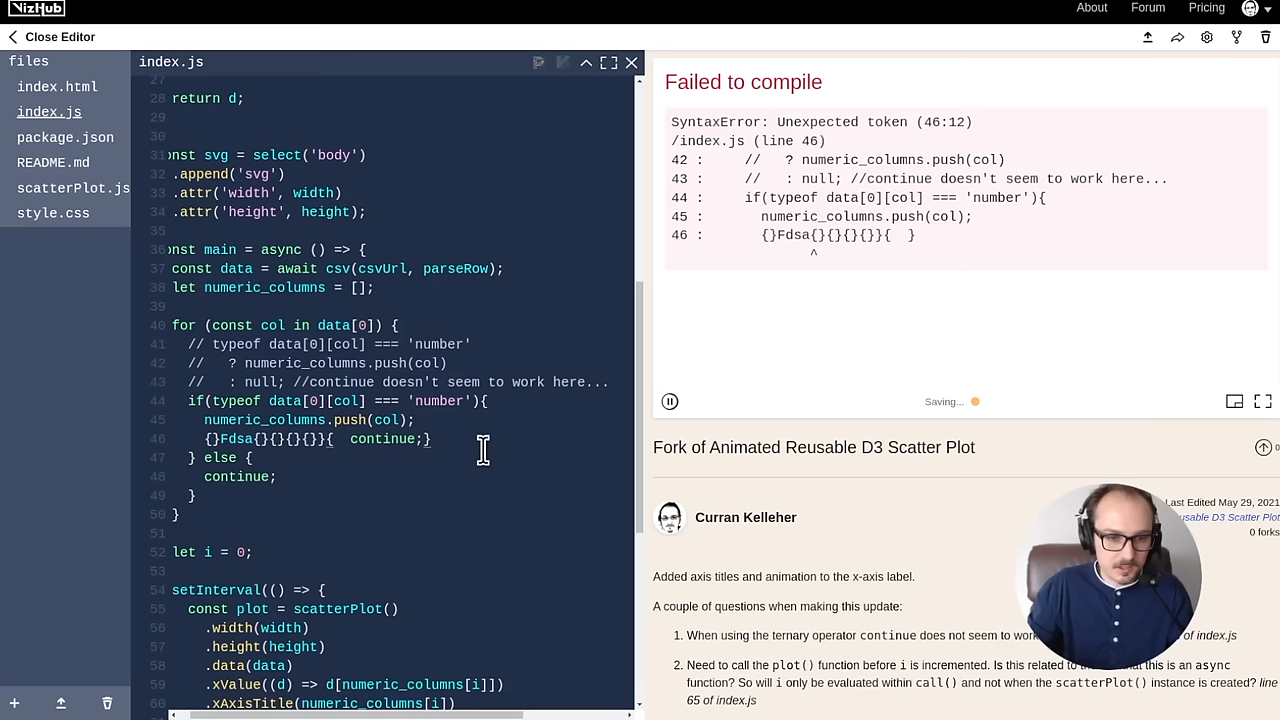 VizHub
About Forum Pricing
Close Editor
files
index.html
index.js
package.json
README.md
scatterPlot.js
style.css
index.js
27
28 return d;
29
30
31 onst svg = select('body')
32 .append('svg')
33 .attr('width', width)
34 .attr('height', height);
35
36 onst main = async () => {
37 const data = await csv(csvUrl, parseRow);
38 let numeric_columns = [];
39
40 for (const col in data[0]) {
41 // typeof data[0][col] === 'number'
42 //   ? numeric_columns.push(col)
43 //   : null; //continue doesn't seem to work here...
44 if(typeof data[0][col] === 'number'){
45 numeric_columns.push(col);
46 {}Fdsa{}{}{}{}}{  continue;}
47 } else {
48 continue;
49 }
50 }
51
52 let i = 0;
53
54 setInterval(() => {
55 const plot = scatterPlot()
56 .width(width)
57 .height(height)
58 .data(data)
59 .xValue((d) => d[numeric_columns[i]])
60 .xAxisTitle(numeric_columns[i])
Failed to compile
SyntaxError: Unexpected token (46:12)
/index.js (line 46)
42 :     //   ? numeric_columns.push(col)
43 :     //   : null; //continue doesn't seem to work here...
44 :     if(typeof data[0][col] === 'number'){
45 :       numeric_columns.push(col);
46 :       {}Fdsa{}{}{}{}}{  }
^
Saving...
Fork of Animated Reusable D3 Scatter Plot
0
Curran Kelleher
Last Edited May 29, 2021
usable D3 Scatter Plot
0 forks
Added axis titles and animation to the x-axis label.
A couple of questions when making this update:
1. When using the ternary operator continue does not seem to work of index.js
2. Need to call the plot() function before i is incremented. Is this related to that this is an async
function? So will i only be evaluated within call() and not when the scatterPlot() instance is created? line
65 of index.js